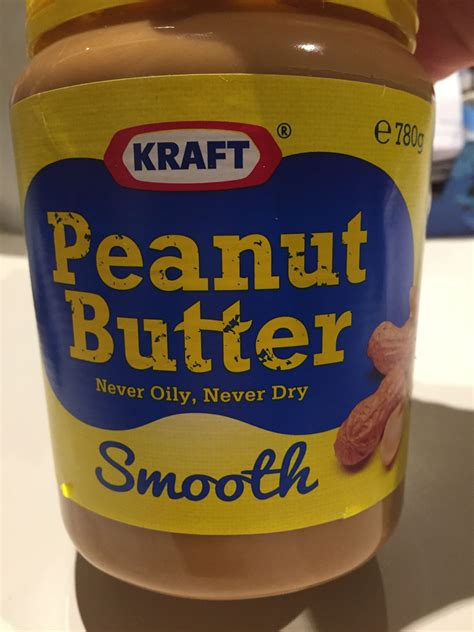 KRAFT ®
e 780g
Peanut
Butter
Never Oily, Never Dry
Smooth